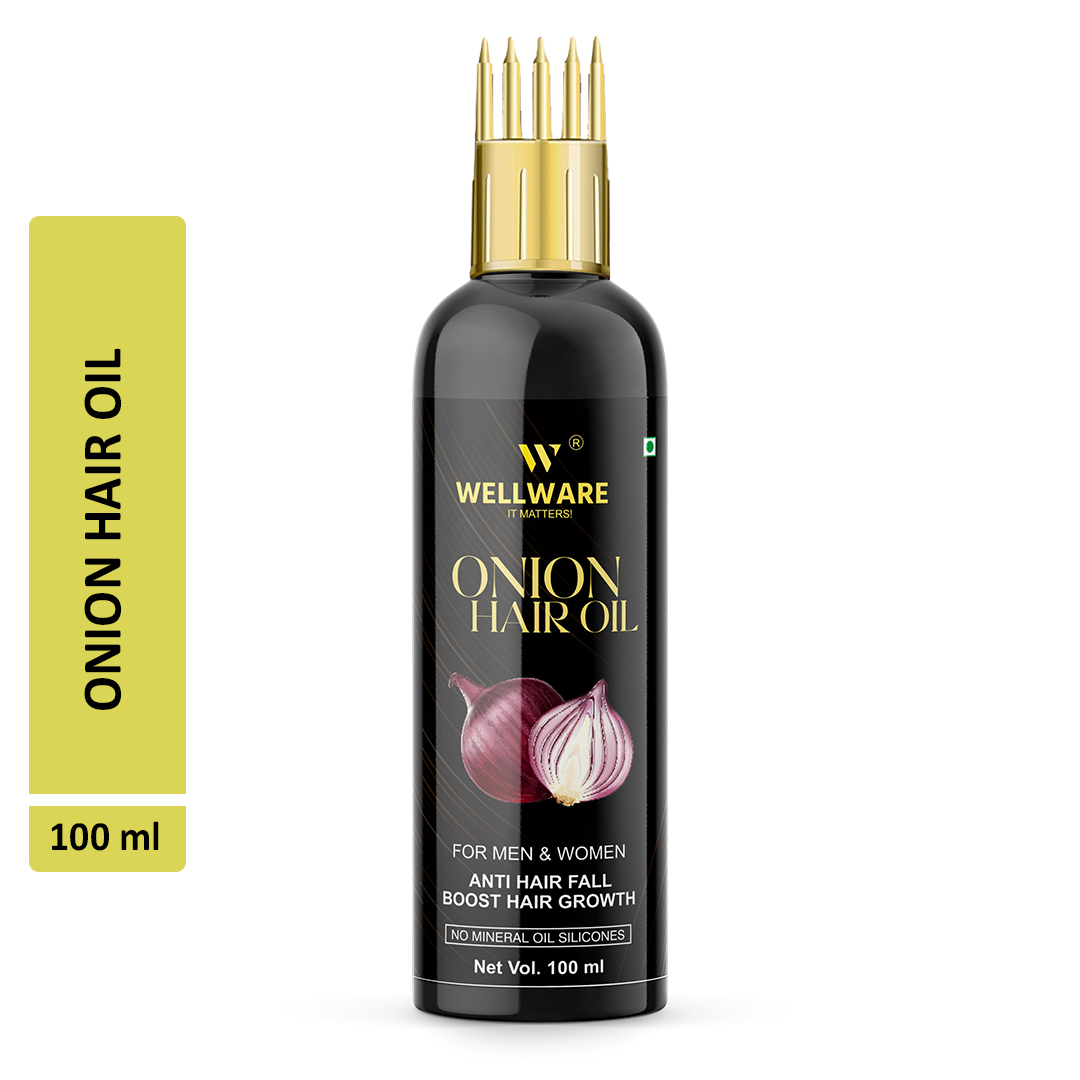 ONION HAIR OIL
100 ml
W ®
WELLWARE
IT MATTERS!
ONION
HAIR OIL
FOR MEN & WOMEN
ANTI HAIR FALL
BOOST HAIR GROWTH
NO MINERAL OIL SILICONES
Net Vol. 100 ml